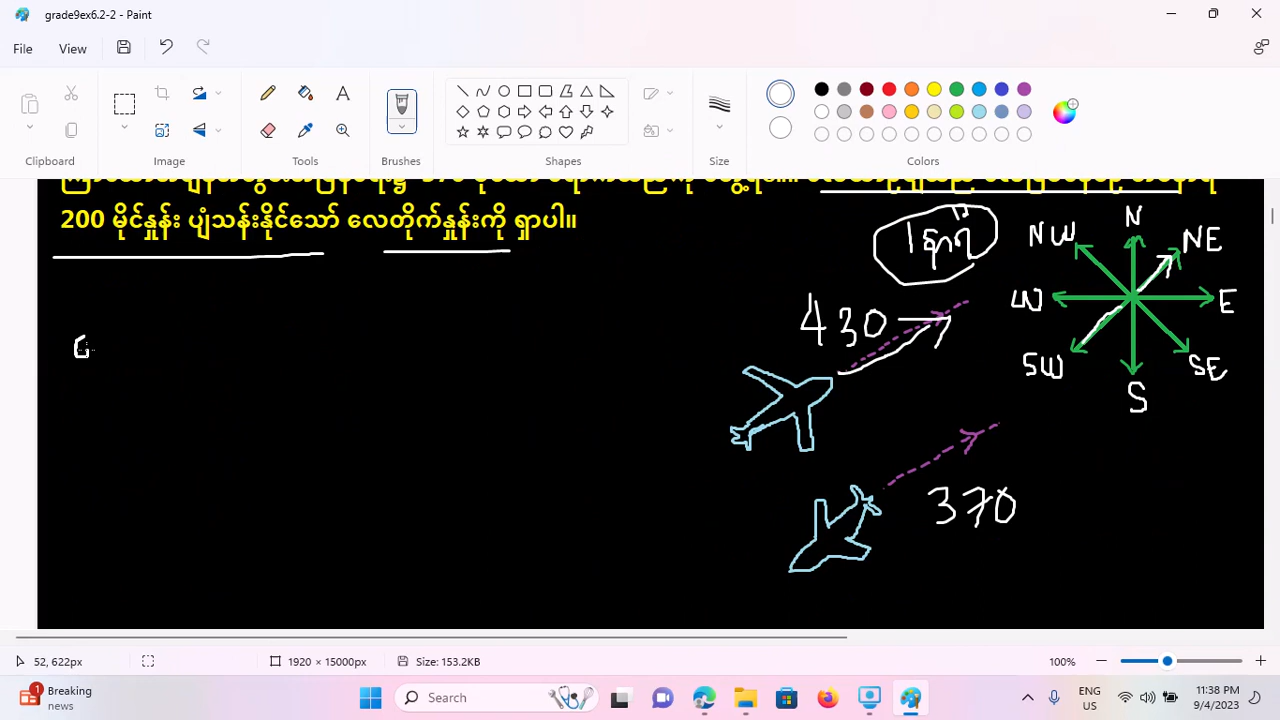 grade9ex6.2-2 - Paint
File View
Clipboard Image Tools Brushes Shapes Size Colors
370
200 မိုင်နှုန်း ပျံသန်းနိုင်သော် လေတိုက်နှုန်းကို ရှာပါ။
1 နာရီ
N
NW NE
W E
SW SE
S
430
370
52, 622px 1920 × 15000px Size: 153.2KB 100%
Breaking
news
1
Search
ENG
US
11:38 PM
9/4/2023